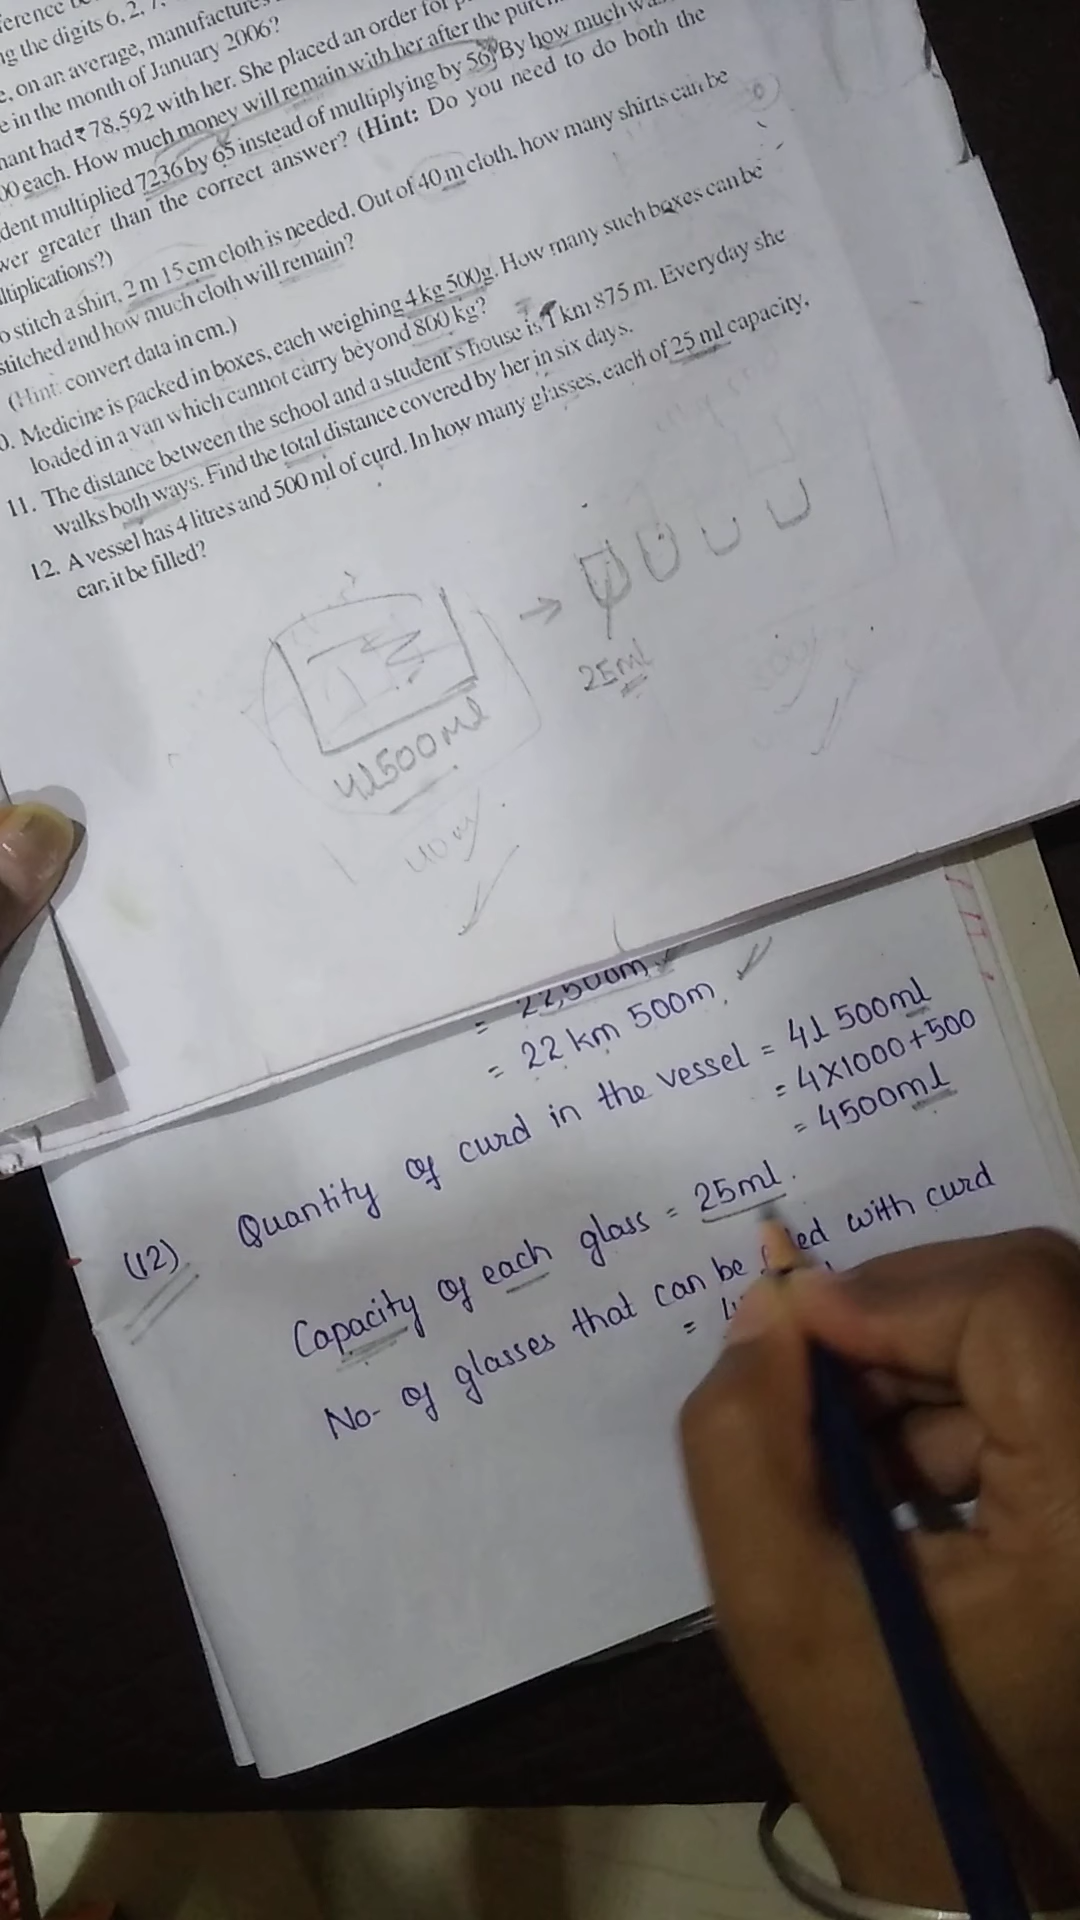 ng the digits 6, 2, 7,
e, on an average, manufactures
e in the month of January 2006?
had ₹ 78,592 with her. She placed an order for
each. How much money will remain with her after the
multiplied 7236 by 65 instead of multiplying by 56. By how much
greater than the correct answer? (Hint: Do you need to do both the
stitch a shirt, 2 m 15 cm cloth is needed. Out of 40 m cloth, how many shirts can be
stitched and how much cloth will remain?
(Hint: convert data in cm.)
0. Medicine is packed in boxes, each weighing 4 kg 500g. How many such boxes can be
loaded in a van which cannot carry beyond 800 kg?
11. The distance between the school and a student's house is 1 km 875 m. Everyday she
walks both ways. Find the total distance covered by her in six days.
12. A vessel has 4 litres and 500 ml of curd. In how many glasses, each of 25 ml capacity,
can it be filled?
25ml
4l500ml
40m
= 22,500m
= 22 km 500m
(12) Quantity of curd in the vessel = 4l 500ml
= 4x1000+500
= 4500ml
Capacity of each glass = 25ml.
No- of glasses that can be with curd
=